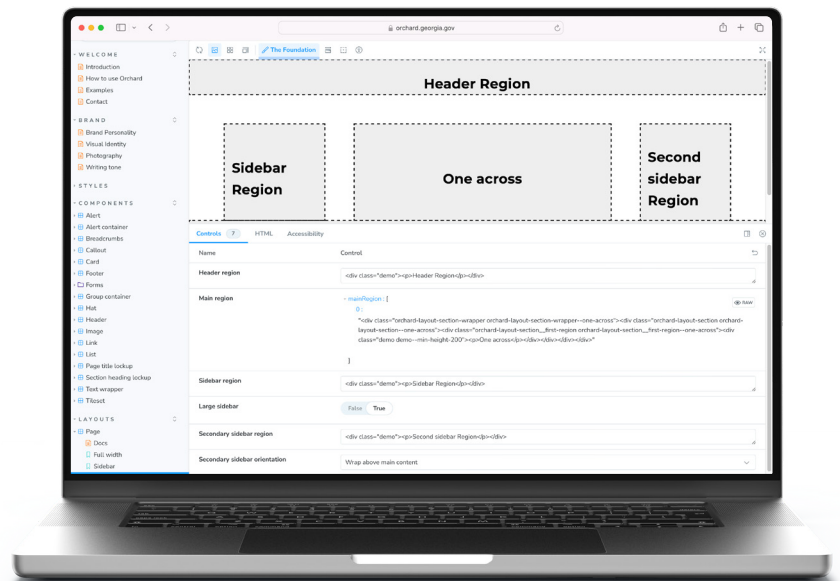 orchard.georgia.gov
WELCOME
Introduction
How to use Orchard
Examples
Contact
BRAND
Brand Personality
Visual Identity
Photography
Writing tone
STYLES
COMPONENTS
Alert
Alert container
Breadcrumbs
Callout
Card
Footer
Forms
Group container
Hat
Header
Image
Link
List
Page title lockup
Section heading lockup
Text wrapper
Tileset
LAYOUTS
Page
Docs
Full width
Sidebar
The Foundation
Header Region
Sidebar
Region
One across
Second
sidebar
Region
Controls 7 HTML Accessibility
Name Control
Header region <div class="demo"><p>Header Region</p></div>
Main region - mainRegion: [
RAW
0 :
"<div class="orchard-layout-section-wrapper orchard-layout-section-wrapper--one-across"><div class="orchard-layout-section orchard-
layout-section--one-across"><div class="orchard-layout-section__first-region orchard-layout-section__first-region--one-across"><div
class="demo demo--min-height-200"><p>One across</p></div></div></div></div>"
]
Sidebar region <div class="demo"><p>Sidebar Region</p></div>
Large sidebar False True
Secondary sidebar region <div class="demo"><p>Second sidebar Region</p></div>
Secondary sidebar orientation Wrap above main content